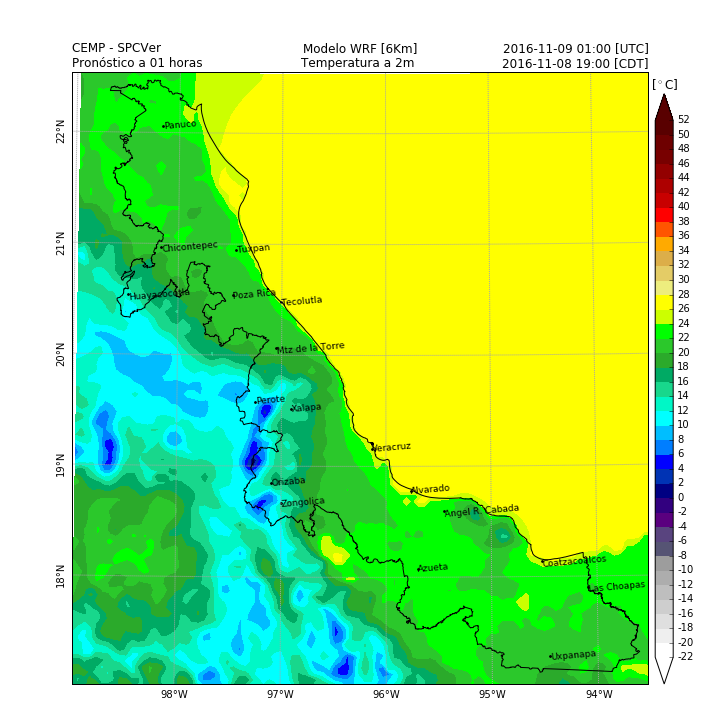 CEMP - SPCVer Modelo WRF [6Km] 2016-11-09 01:00 [UTC]
Pronóstico a 01 horas Temperatura a 2m 2016-11-08 19:00 [CDT]
[°C]
52
50
48
46
44
42
40
38
36
34
32
30
28
26
24
22
20
18
16
14
12
10
8
6
4
2
0
-2
-4
-6
-8
-10
-12
-14
-16
-18
-20
-22
22°N
21°N
20°N
19°N
18°N
Panuco
Chicontepec
Tuxpan
Huayacocotla
Poza Rica
Tecolutla
Mtz de la Torre
Perote
Xalapa
Veracruz
Orizaba
Alvarado
Zongolica
Angel R. Cabada
Azueta
Coatzacoalcos
Las Choapas
Uxpanapa
98°W 97°W 96°W 95°W 94°W